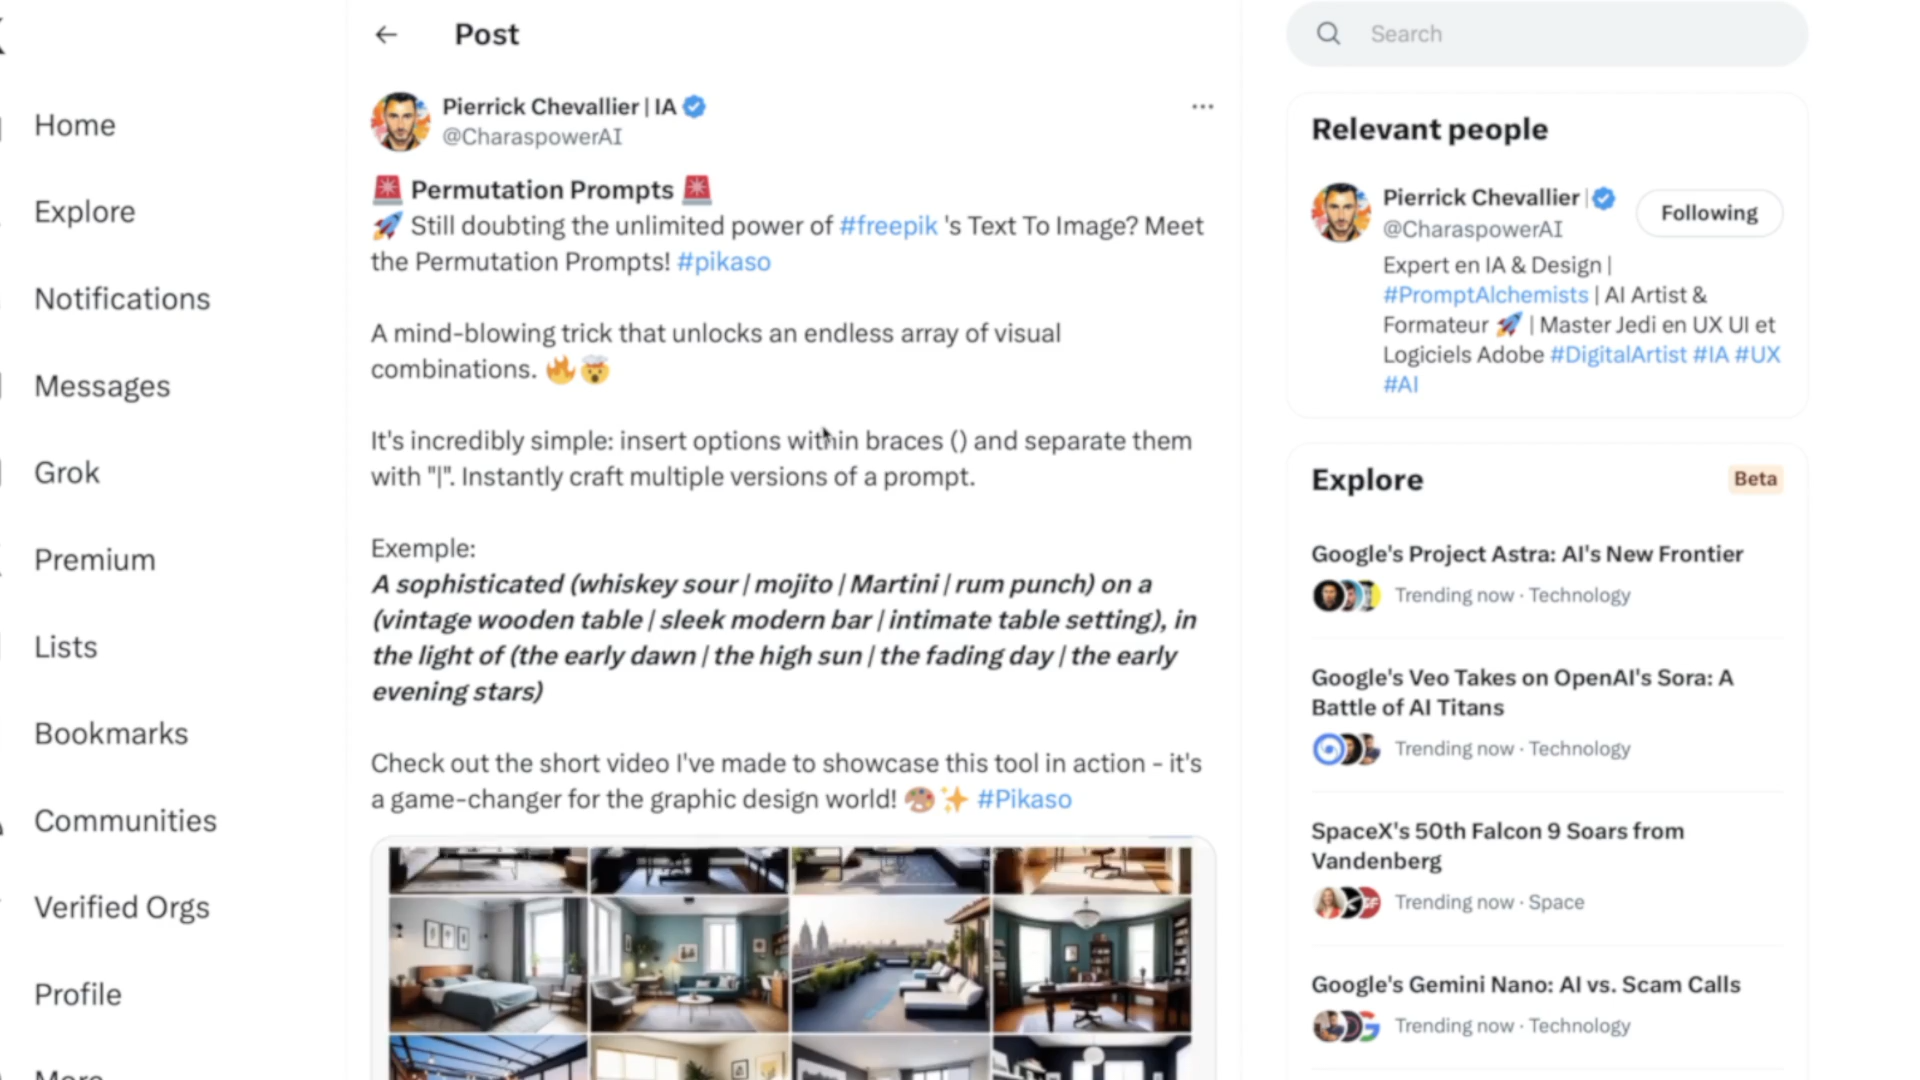 Post
Search
Home
Explore
Notifications
Messages
Grok
Premium
Lists
Bookmarks
Communities
Verified Orgs
Profile
More
Pierrick Chevallier | IA
@CharaspowerAI
Permutation Prompts
Still doubting the unlimited power of #freepik 's Text To Image? Meet
the Permutation Prompts! #pikaso
A mind-blowing trick that unlocks an endless array of visual
combinations.
It's incredibly simple: insert options within braces () and separate them
with "|". Instantly craft multiple versions of a prompt.
Exemple:
A sophisticated (whiskey sour | mojito | Martini | rum punch) on a
(vintage wooden table | sleek modern bar | intimate table setting), in
the light of (the early dawn | the high sun | the fading day | the early
evening stars)
Check out the short video I've made to showcase this tool in action - it's
a game-changer for the graphic design world! #Pikaso
Relevant people
Pierrick Chevallier |
@CharaspowerAI
Following
Expert en IA & Design |
#PromptAlchemists | AI Artist &
Formateur | Master Jedi en UX UI et
Logiciels Adobe #DigitalArtist #IA #UX
#AI
Explore
Beta
Google's Project Astra: AI's New Frontier
Trending now · Technology
Google's Veo Takes on OpenAI's Sora: A
Battle of AI Titans
Trending now · Technology
SpaceX's 50th Falcon 9 Soars from
Vandenberg
Trending now · Space
Google's Gemini Nano: AI vs. Scam Calls
Trending now · Technology